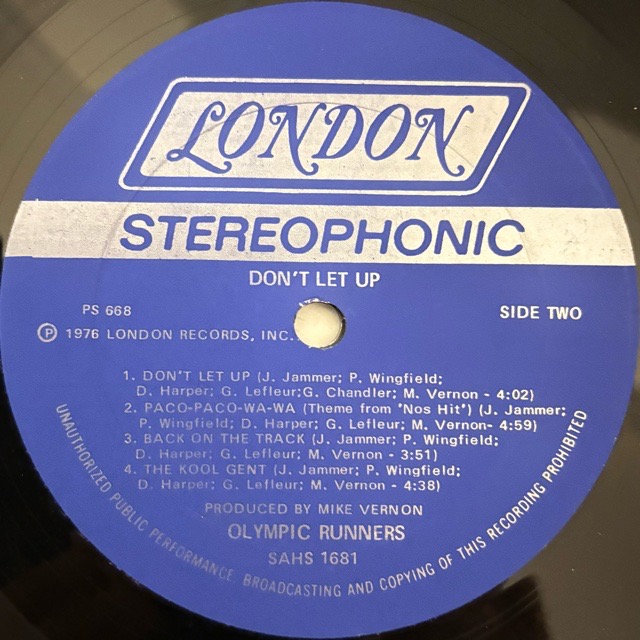 LONDON
STEREOPHONIC
DON'T LET UP
PS 668
SIDE TWO
Ⓟ 1976 LONDON RECORDS, INC.
1. DON'T LET UP (J. Jammer; P. Wingfield;
D. Harper; G. Lefleur;G. Chandler; M. Vernon - 4:02)
2. PACO-PACO-WA-WA (Theme from "Nos Hit") (J. Jammer;
P. Wingfield; D. Harper; G. Lefleur; M. Vernon- 4:59)
3. BACK ON THE TRACK (J. Jammer; P. Wingfield;
D. Harper; G. Lefleur; M. Vernon - 3:51)
4. THE KOOL GENT (J. Jammer; P. Wingfield;
D. Harper; G. Lefleur; M. Vernon - 4:38)
PRODUCED BY MIKE VERNON
OLYMPIC RUNNERS
SAHS 1681
UNAUTHORIZED PUBLIC PERFORMANCE BROADCASTING AND COPYING OF THIS RECORDING PROHIBITED